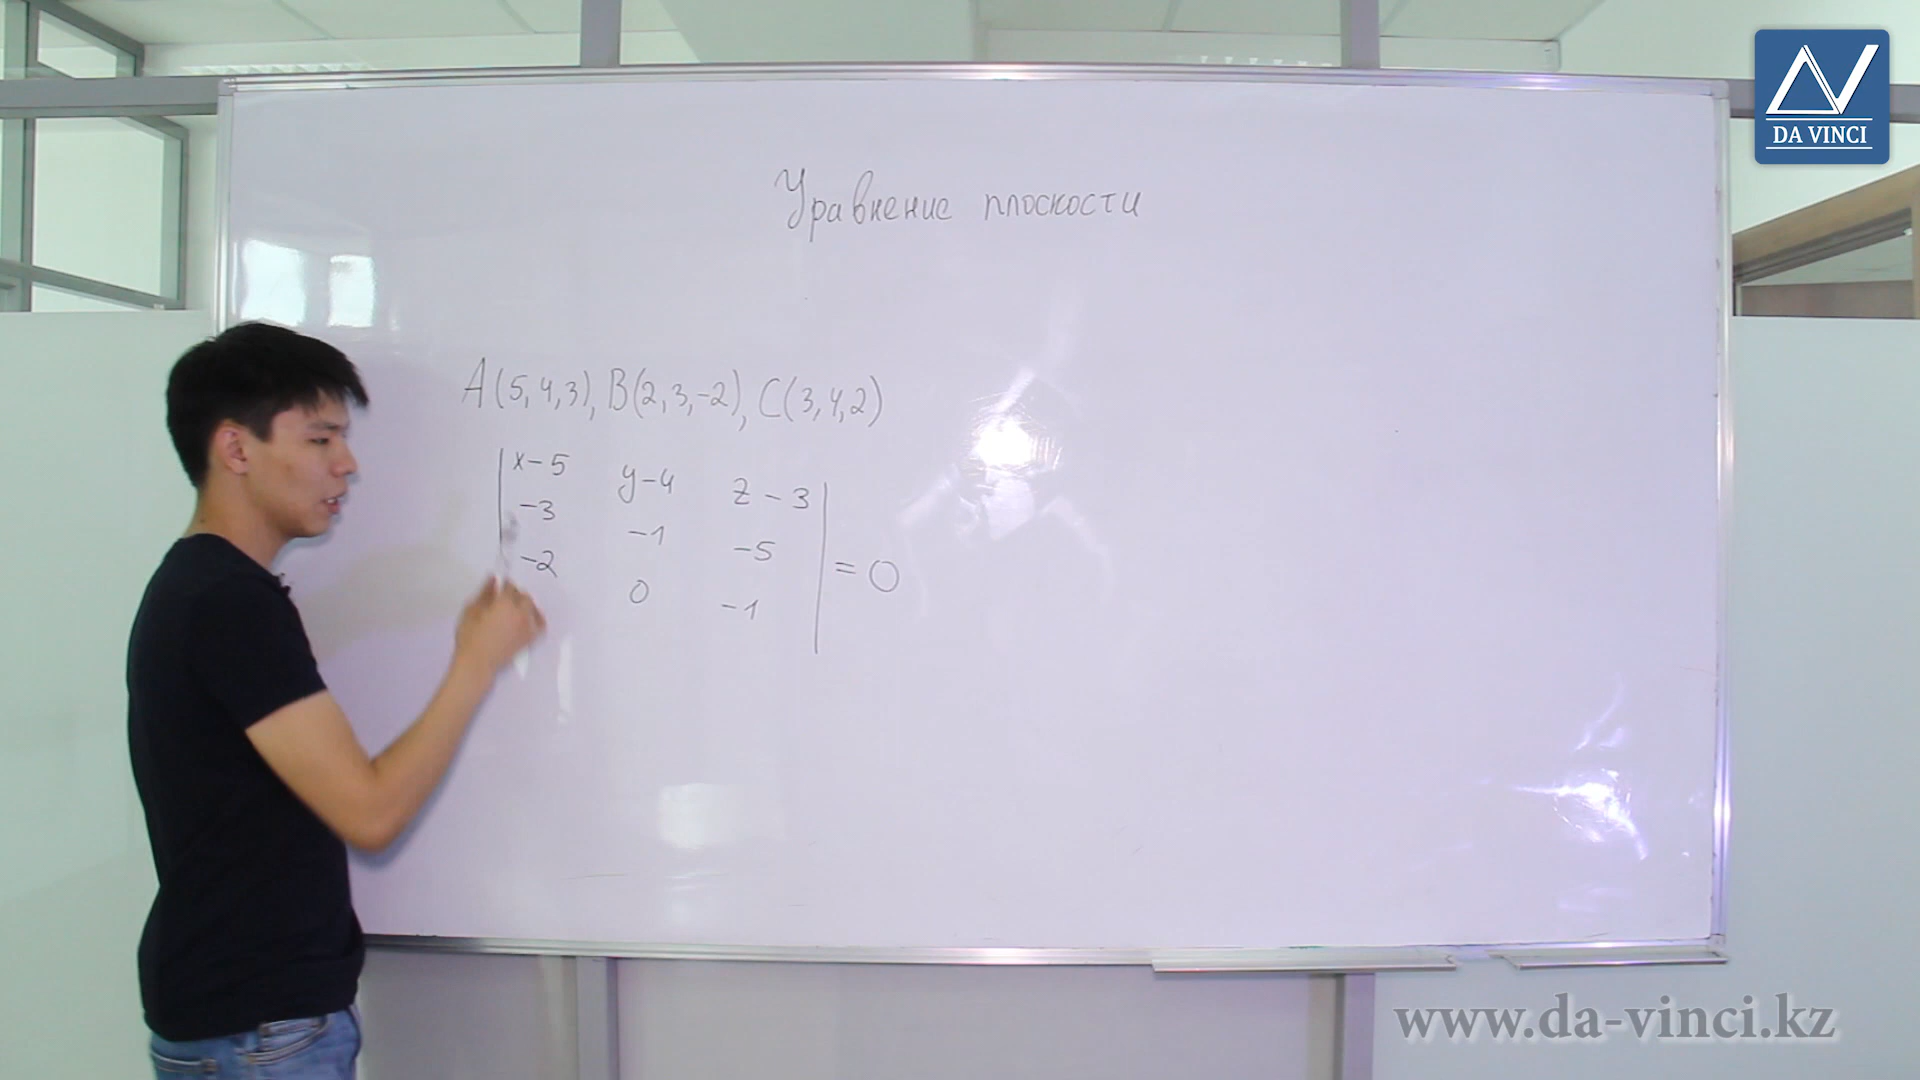 DA VINCI
Уравнение плоскости
A(5,4,3), B(2,3,-2), C(3,4,2)
x-5 y-4 z-3
-3 -1 -5
-2 0 -1 = 0
www.da-vinci.kz